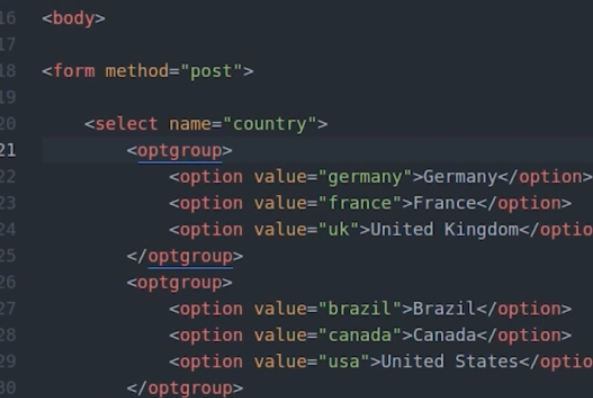 16 <body>
17
18 <form method="post">
19
20 <select name="country">
21 <optgroup>
22 <option value="germany">Germany</option>
23 <option value="france">France</option>
24 <option value="uk">United Kingdom</optio
25 </optgroup>
26 <optgroup>
27 <option value="brazil">Brazil</option>
28 <option value="canada">Canada</option>
29 <option value="usa">United States</optio
30 </optgroup>